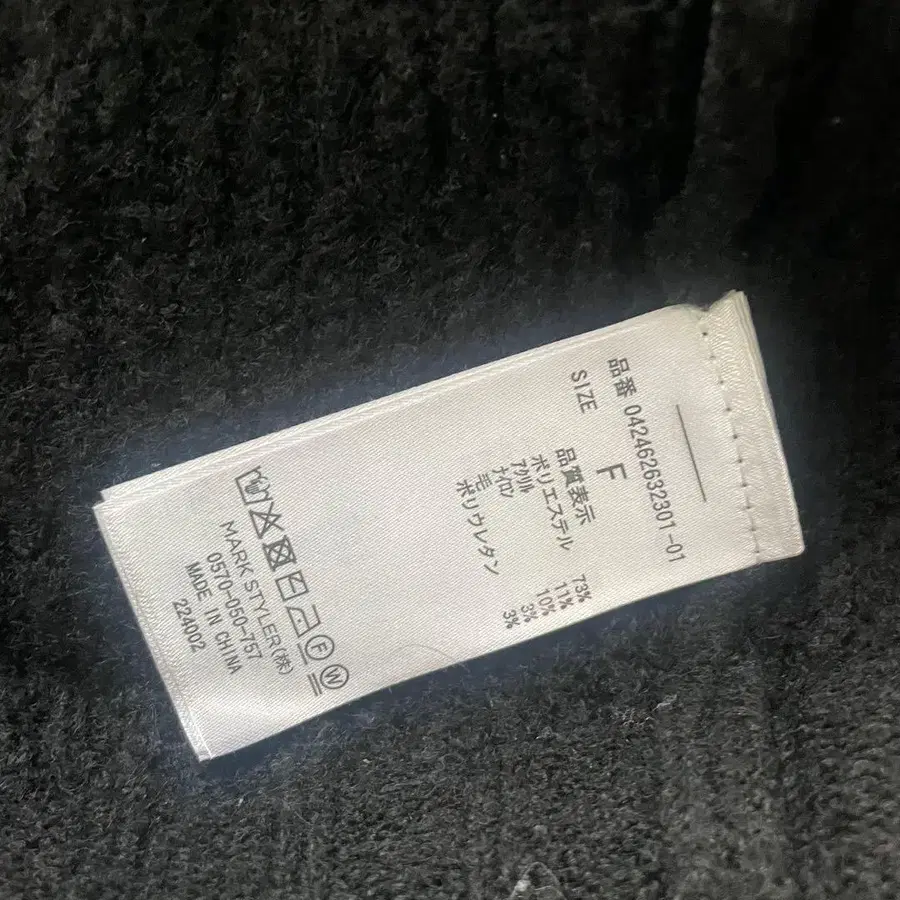 品番 042462632301-01
SIZE F
品質表示
ポリエステル 73%
アクリル 11%
ナイロン 10%
毛 3%
ポリウレタン 3%
F W
MARK STYLER(株)
0570-050-757
MADE IN CHINA
224002